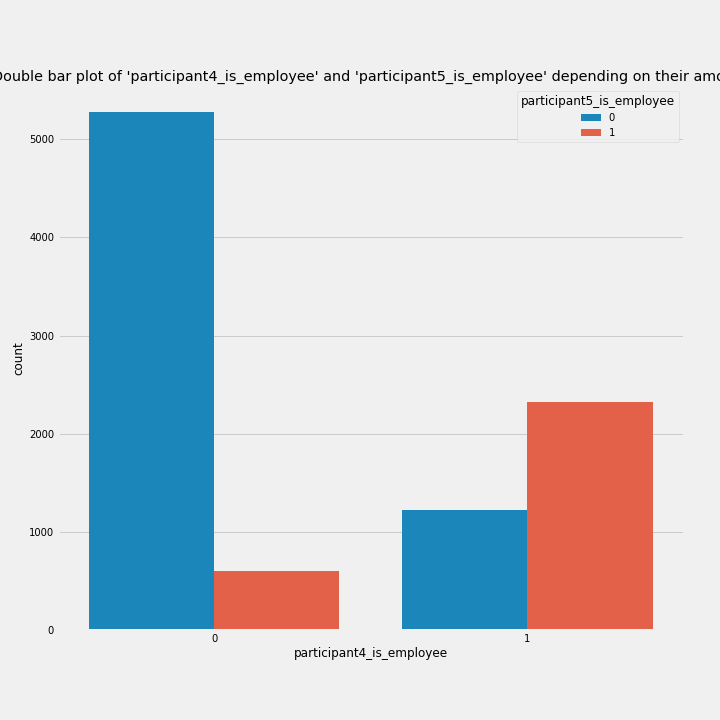 Double bar plot of 'participant4_is_employee' and 'participant5_is_employee' depending on their
participant5_is_employee
0
1
5000
4000
3000
2000
1000
0
count
0 1
participant4_is_employee